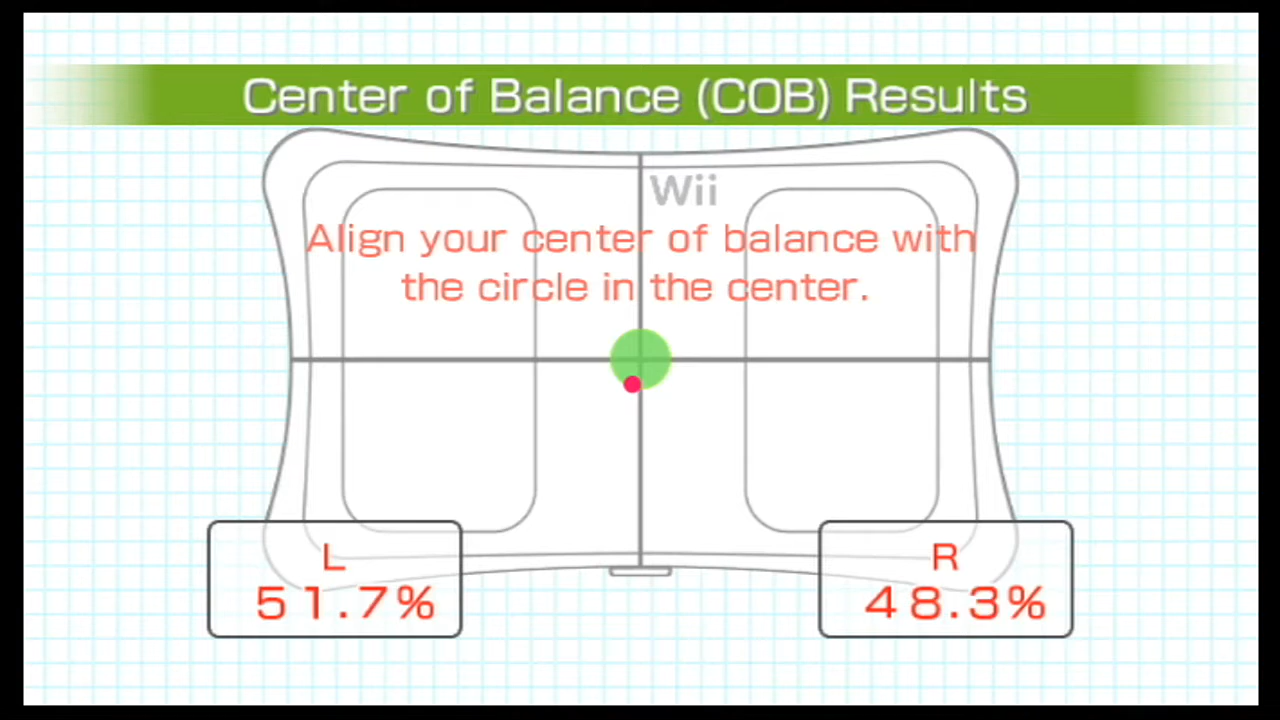 Center of Balance (COB) Results
Wii
Align your center of balance with
the circle in the center.
L
51.7%
R
48.3%